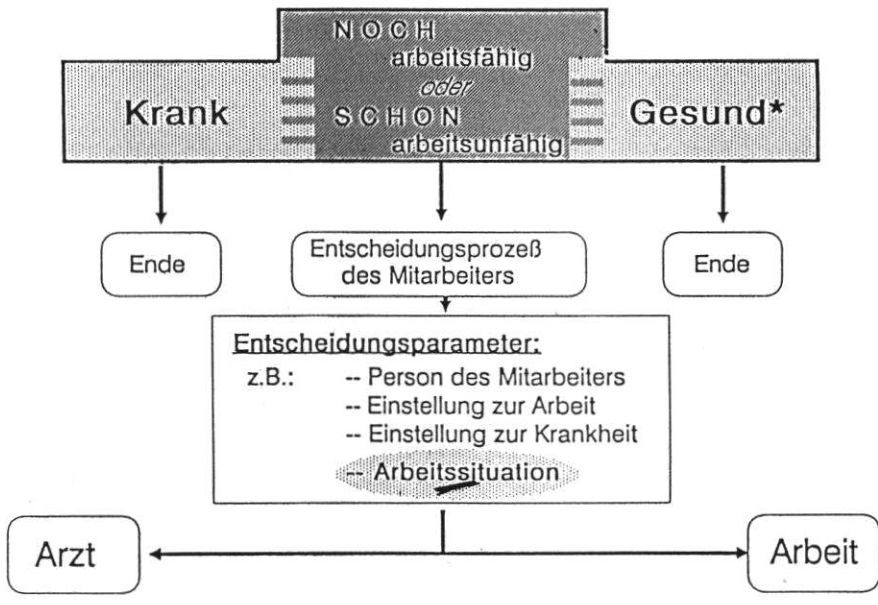 NOCH
arbeitsfähig
oder
SCHON
arbeitsunfähig
Krank
Gesund*
Ende
Entscheidungsprozeß
des Mitarbeiters
Ende
Entscheidungsparameter:
z.B.: -- Person des Mitarbeiters
-- Einstellung zur Arbeit
-- Einstellung zur Krankheit
-- Arbeitssituation
Arzt
Arbeit